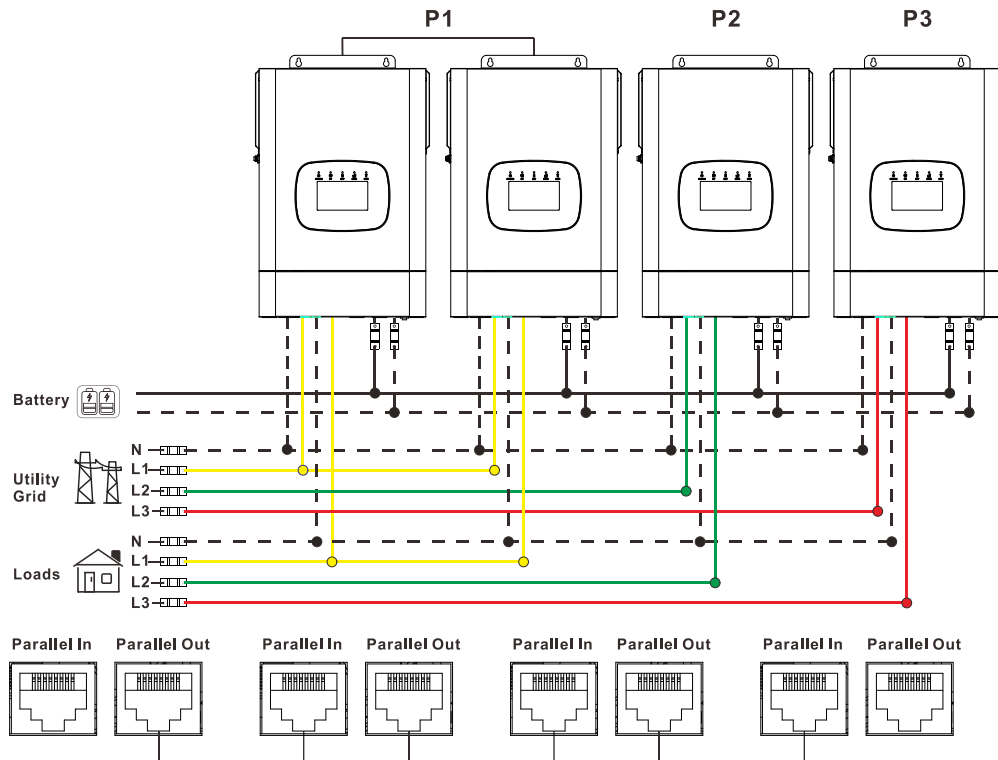 P1 P2 P3
Battery
Utility
Grid
N
L1
L2
L3
Loads
N
L1
L2
L3
Parallel In Parallel Out Parallel In Parallel Out Parallel In Parallel Out Parallel In Parallel Out